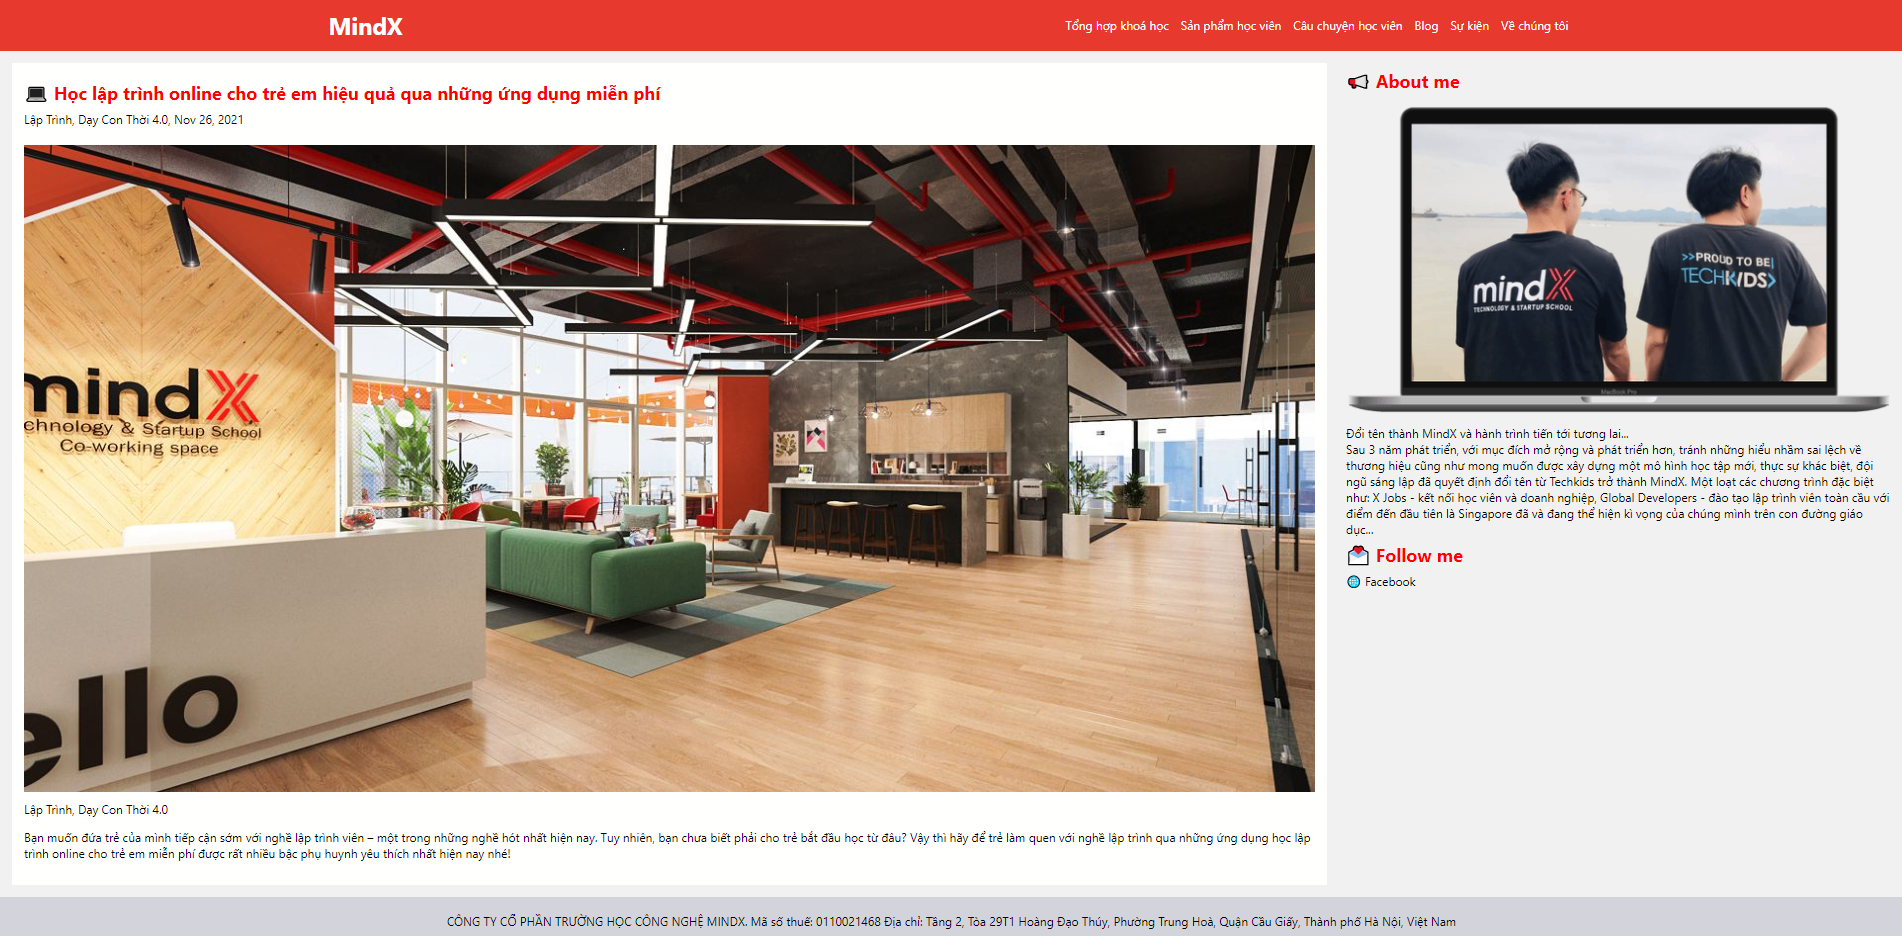 MindX
Tổng hợp khoá học Sản phẩm học viên Câu chuyện học viên Blog Sự kiện Về chúng tôi
Học lập trình online cho trẻ em hiệu quả qua những ứng dụng miễn phí
Lập Trình, Dạy Con Thời 4.0, Nov 26, 2021
mindX
chnology & Startup School
Co-working space
ello
Lập Trình, Dạy Con Thời 4.0
Bạn muốn đứa trẻ của mình tiếp cận sớm với nghề lập trình viên – một trong những nghề hót nhất hiện nay. Tuy nhiên, bạn chưa biết phải cho trẻ bắt đầu học từ đâu? Vậy thì hãy để trẻ làm quen với nghề lập trình qua những ứng dụng học lập
trình online cho trẻ em miễn phí được rất nhiều bậc phụ huynh yêu thích nhất hiện nay nhé!
About me
mindX
TECHNOLOGY & STARTUP SCHOOL
>>PROUD TO BE|
TECHKIDS>
MacBook Pro
Đổi tên thành MindX và hành trình tiến tới tương lai...
Sau 3 năm phát triển, với mục đích mở rộng và phát triển hơn, tránh những hiểu nhầm sai lệch về
thương hiệu cũng như mong muốn được xây dựng một mô hình học tập mới, thực sự khác biệt, đội
ngũ sáng lập đã quyết định đổi tên từ Techkids trở thành MindX. Một loạt các chương trình đặc biệt
như: X Jobs - kết nối học viên và doanh nghiệp, Global Developers - đào tạo lập trình viên toàn cầu với
điểm đến đầu tiên là Singapore đã và đang thể hiện kì vọng của chúng mình trên con đường giáo
dục...
Follow me
Facebook
CÔNG TY CỔ PHẦN TRƯỜNG HỌC CÔNG NGHỆ MINDX. Mã số thuế: 0110021468 Địa chỉ: Tầng 2, Tòa 29T1 Hoàng Đạo Thúy, Phường Trung Hoà, Quận Cầu Giấy, Thành phố Hà Nội, Việt Nam